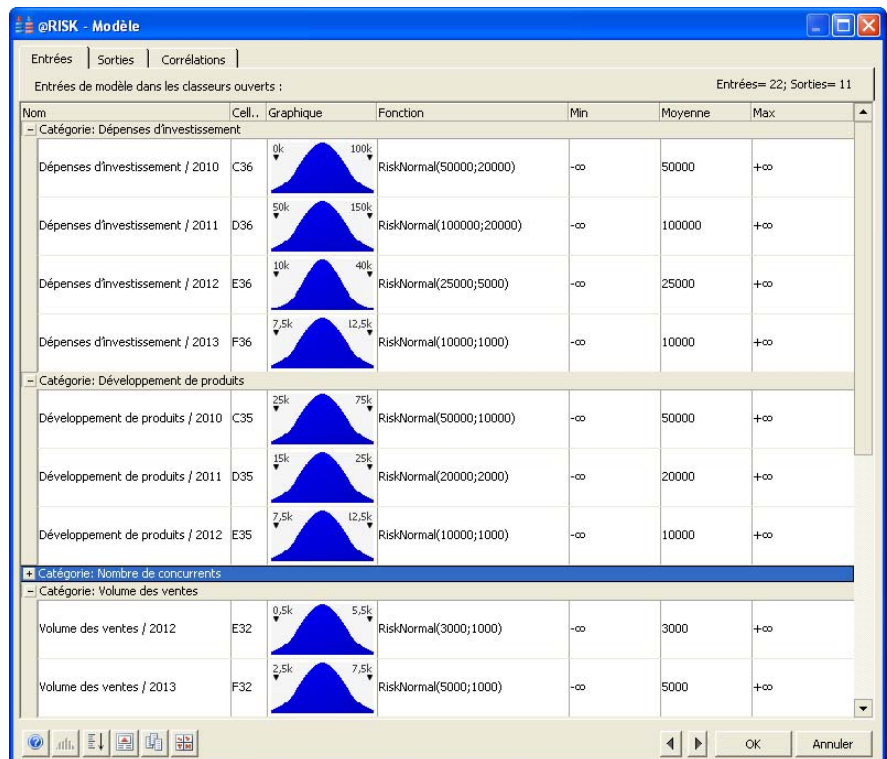 @RISK - Modèle
Entrées Sorties Corrélations
Entrées de modèle dans les classeurs ouverts : Entrées= 22; Sorties= 11
Nom Cell.. Graphique Fonction Min Moyenne Max
Catégorie: Dépenses d'investissement
0k 100k
Dépenses d'investissement / 2010 C36 RiskNormal(50000;20000) -∞ 50000 +∞
50k 150k
Dépenses d'investissement / 2011 D36 RiskNormal(100000;20000) -∞ 100000 +∞
10k 40k
Dépenses d'investissement / 2012 E36 RiskNormal(25000;5000) -∞ 25000 +∞
7,5k 12,5k
Dépenses d'investissement / 2013 F36 RiskNormal(10000;1000) -∞ 10000 +∞
Catégorie: Développement de produits
25k 75k
Développement de produits / 2010 C35 RiskNormal(50000;10000) -∞ 50000 +∞
15k 25k
Développement de produits / 2011 D35 RiskNormal(20000;2000) -∞ 20000 +∞
7,5k 12,5k
Développement de produits / 2012 E35 RiskNormal(10000;1000) -∞ 10000 +∞
Catégorie: Nombre de concurrents
Catégorie: Volume des ventes
0,5k 5,5k
Volume des ventes / 2012 E32 RiskNormal(3000;1000) -∞ 3000 +∞
2,5k 7,5k
Volume des ventes / 2013 F32 RiskNormal(5000;1000) -∞ 5000 +∞
OK Annuler